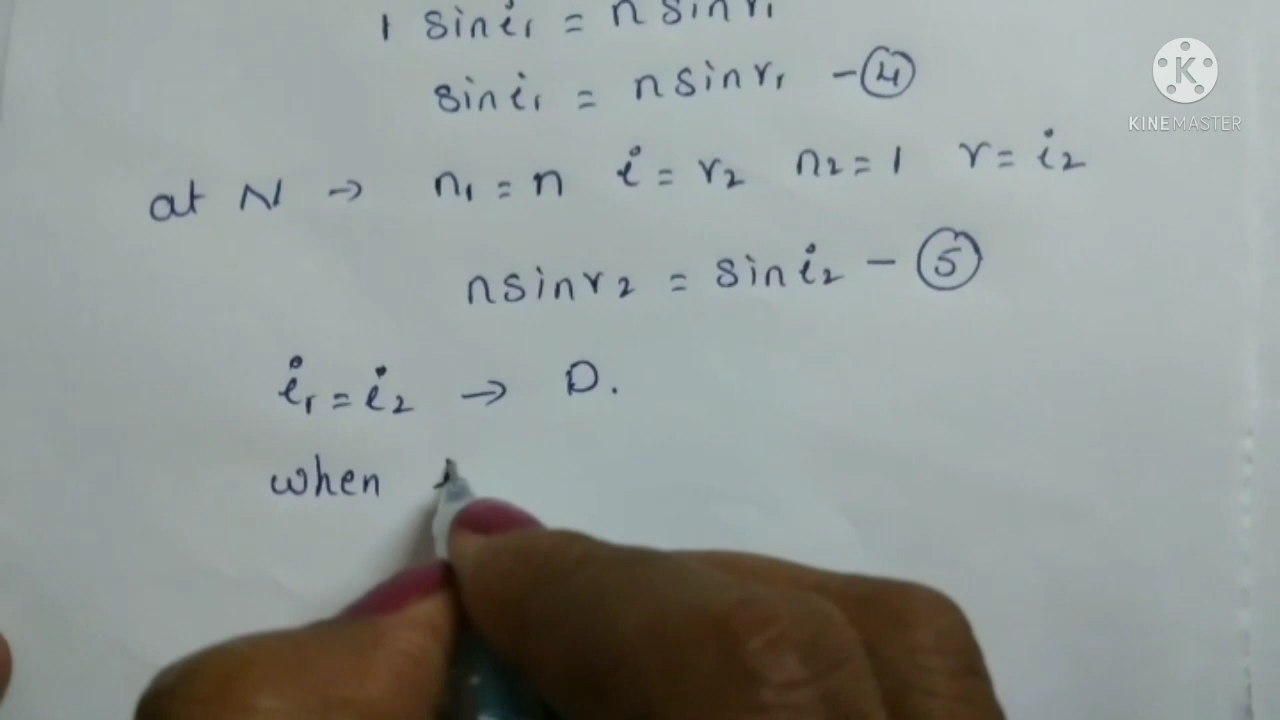 1 sin i₁ = n sin r₁
sin i₁ = n sin r₁ - ④
at N → n₁ = n i = r₂ n₂ = 1 r = i₂
n sin r₂ = sin i₂ - ⑤
i₁ = i₂ → D.
when
K
KINEMASTER